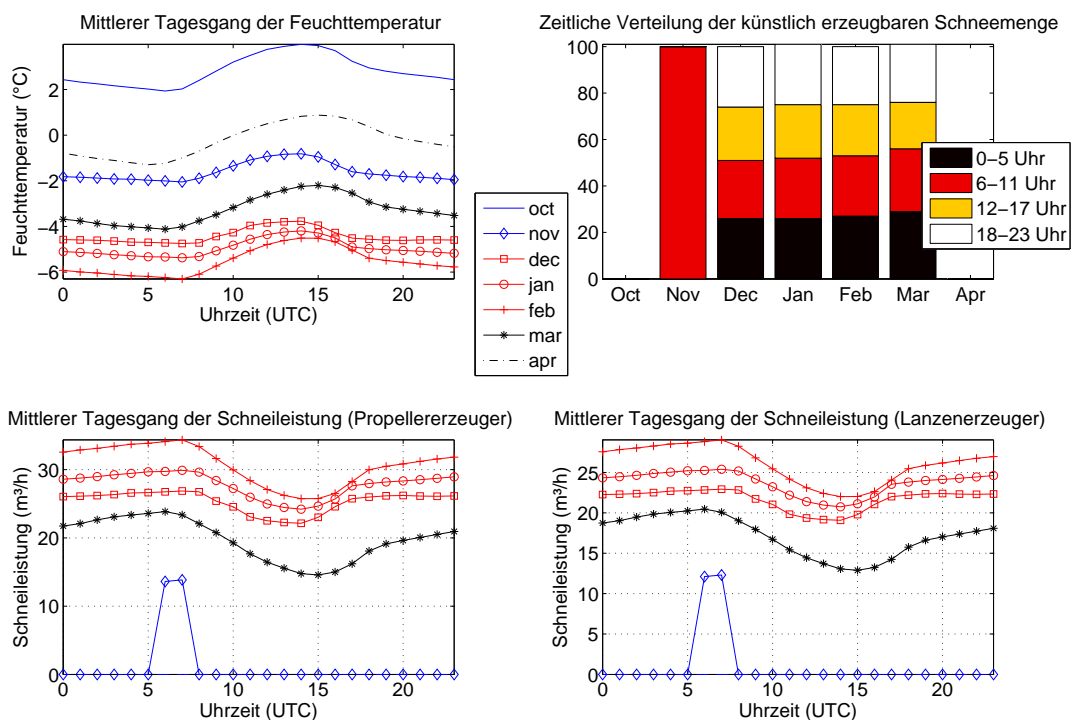 Mittlerer Tagesgang der Feuchttemperatur
Feuchttemperatur (°C)
2
0
−2
−4
−6
0 5 10 15 20
Uhrzeit (UTC)
oct
nov
dec
jan
feb
mar
apr
Zeitliche Verteilung der künstlich erzeugbaren Schneemenge
100
80
60
40
20
0
Oct Nov Dec Jan Feb Mar Apr
0−5 Uhr
6−11 Uhr
12−17 Uhr
18−23 Uhr
Mittlerer Tagesgang der Schneileistung (Propellererzeuger)
Schneileistung (m³/h)
30
20
10
0
0 5 10 15 20
Uhrzeit (UTC)
Mittlerer Tagesgang der Schneileistung (Lanzenerzeuger)
Schneileistung (m³/h)
25
20
15
10
5
0
0 5 10 15 20
Uhrzeit (UTC)